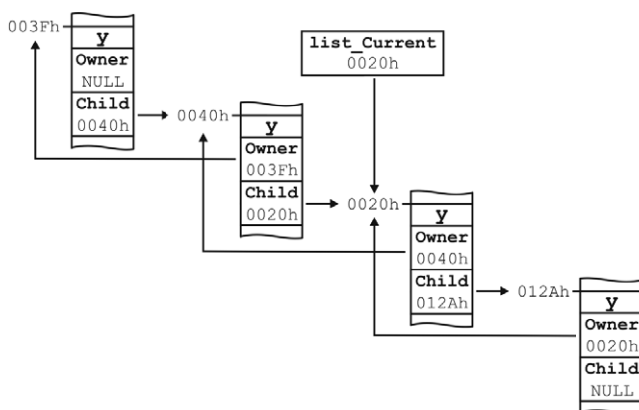 003Fh
y
Owner
NULL
Child
0040h
list_Current
0020h
0040h
y
Owner
003Fh
Child
0020h
0020h
y
Owner
0040h
Child
012Ah
012Ah
y
Owner
0020h
Child
NULL